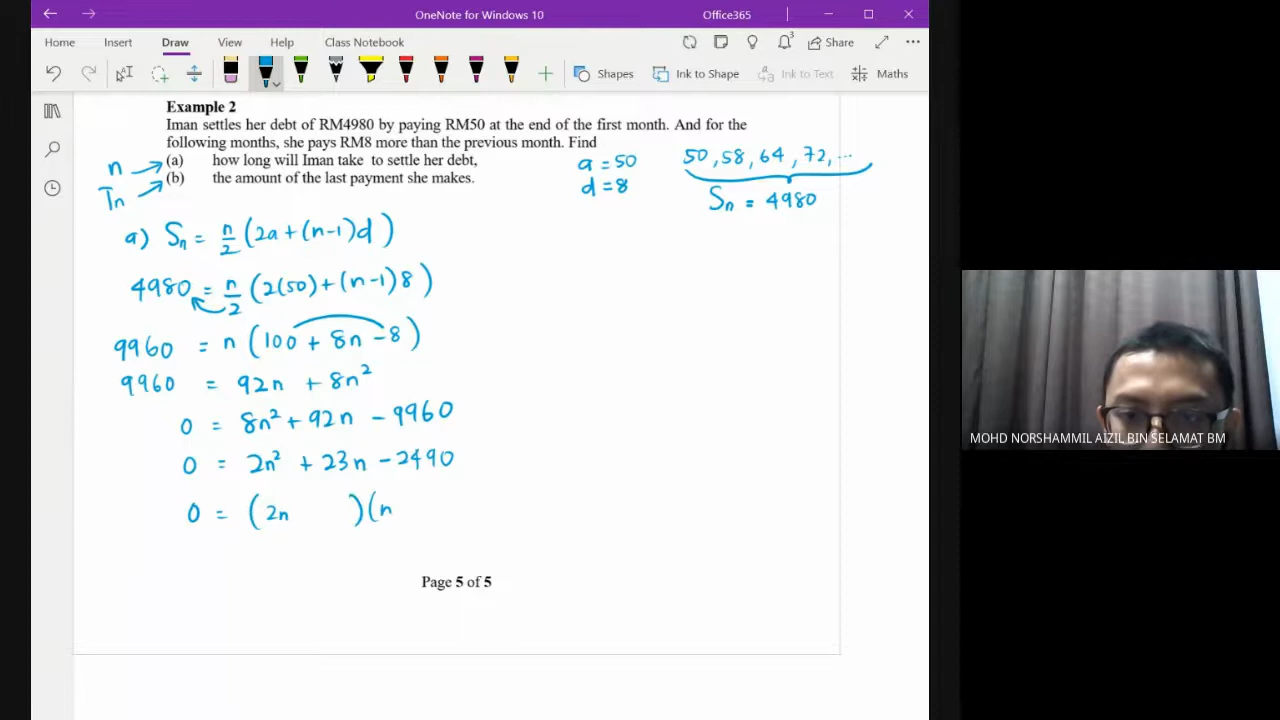 OneNote for Windows 10
Office365
Home Insert Draw View Help Class Notebook
Share
3
Shapes Ink to Shape Ink to Text Maths
Example 2
Iman settles her debt of RM4980 by paying RM50 at the end of the first month. And for the
following months, she pays RM8 more than the previous month. Find
(a) how long will Iman take to settle her debt,
(b) the amount of the last payment she makes.
n
Tn
a = 50
d = 8
50, 58, 64, 72, ...
Sn = 4980
a) Sn = n/2 (2a + (n-1)d)
4980 = n/2 (2(50) + (n-1)8)
9960 = n (100 + 8n - 8)
9960 = 92n + 8n²
0 = 8n² + 92n - 9960
0 = 2n² + 23n - 2490
0 = (2n )(n
Page 5 of 5
MOHD NORSHAMMIL AIZIL BIN SELAMAT BM